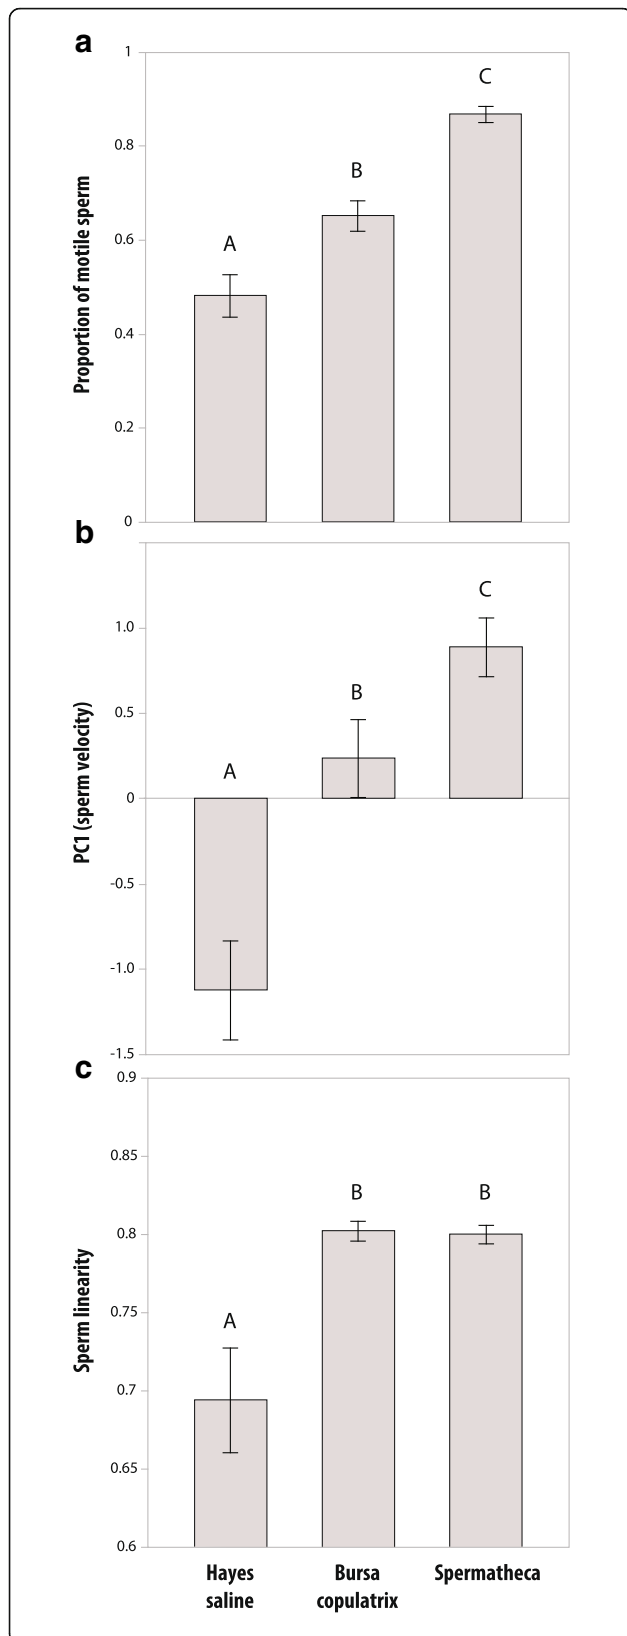 a
1
C
0.8
B
A
0.6
Proportion of motile sperm
0.4
0.2
0
b
C
1.0
B
0.5
A
0
PC1 (sperm velocity)
-0.5
-1.0
-1.5
c
0.9
0.85
B
B
0.8
Sperm linearity
0.75
A
0.7
0.65
0.6
Hayes
saline
Bursa
copulatrix
Spermatheca